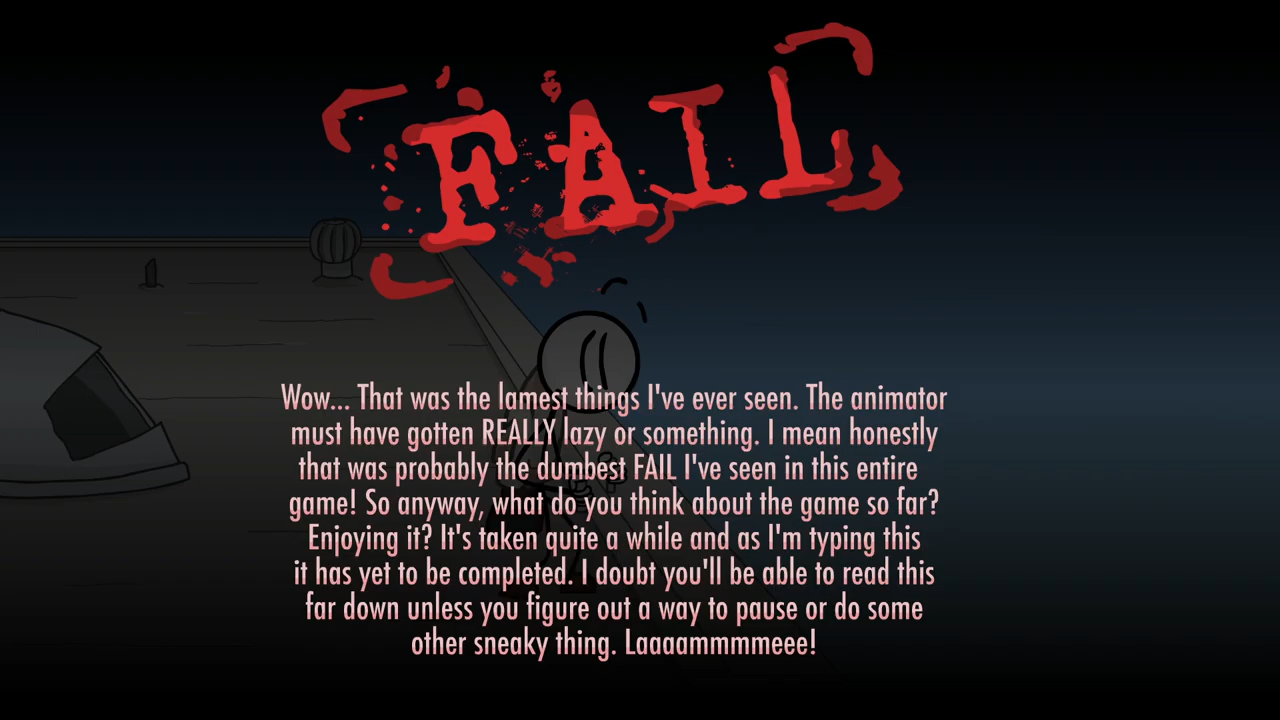 FAIL
Wow... That was the lamest things I've ever seen. The animator
must have gotten REALLY lazy or something. I mean honestly
that was probably the dumbest FAIL I've seen in this entire
game! So anyway, what do you think about the game so far?
Enjoying it? It's taken quite a while and as I'm typing this
it has yet to be completed. I doubt you'll be able to read this
far down unless you figure out a way to pause or do some
other sneaky thing. Laaaammmmeee!